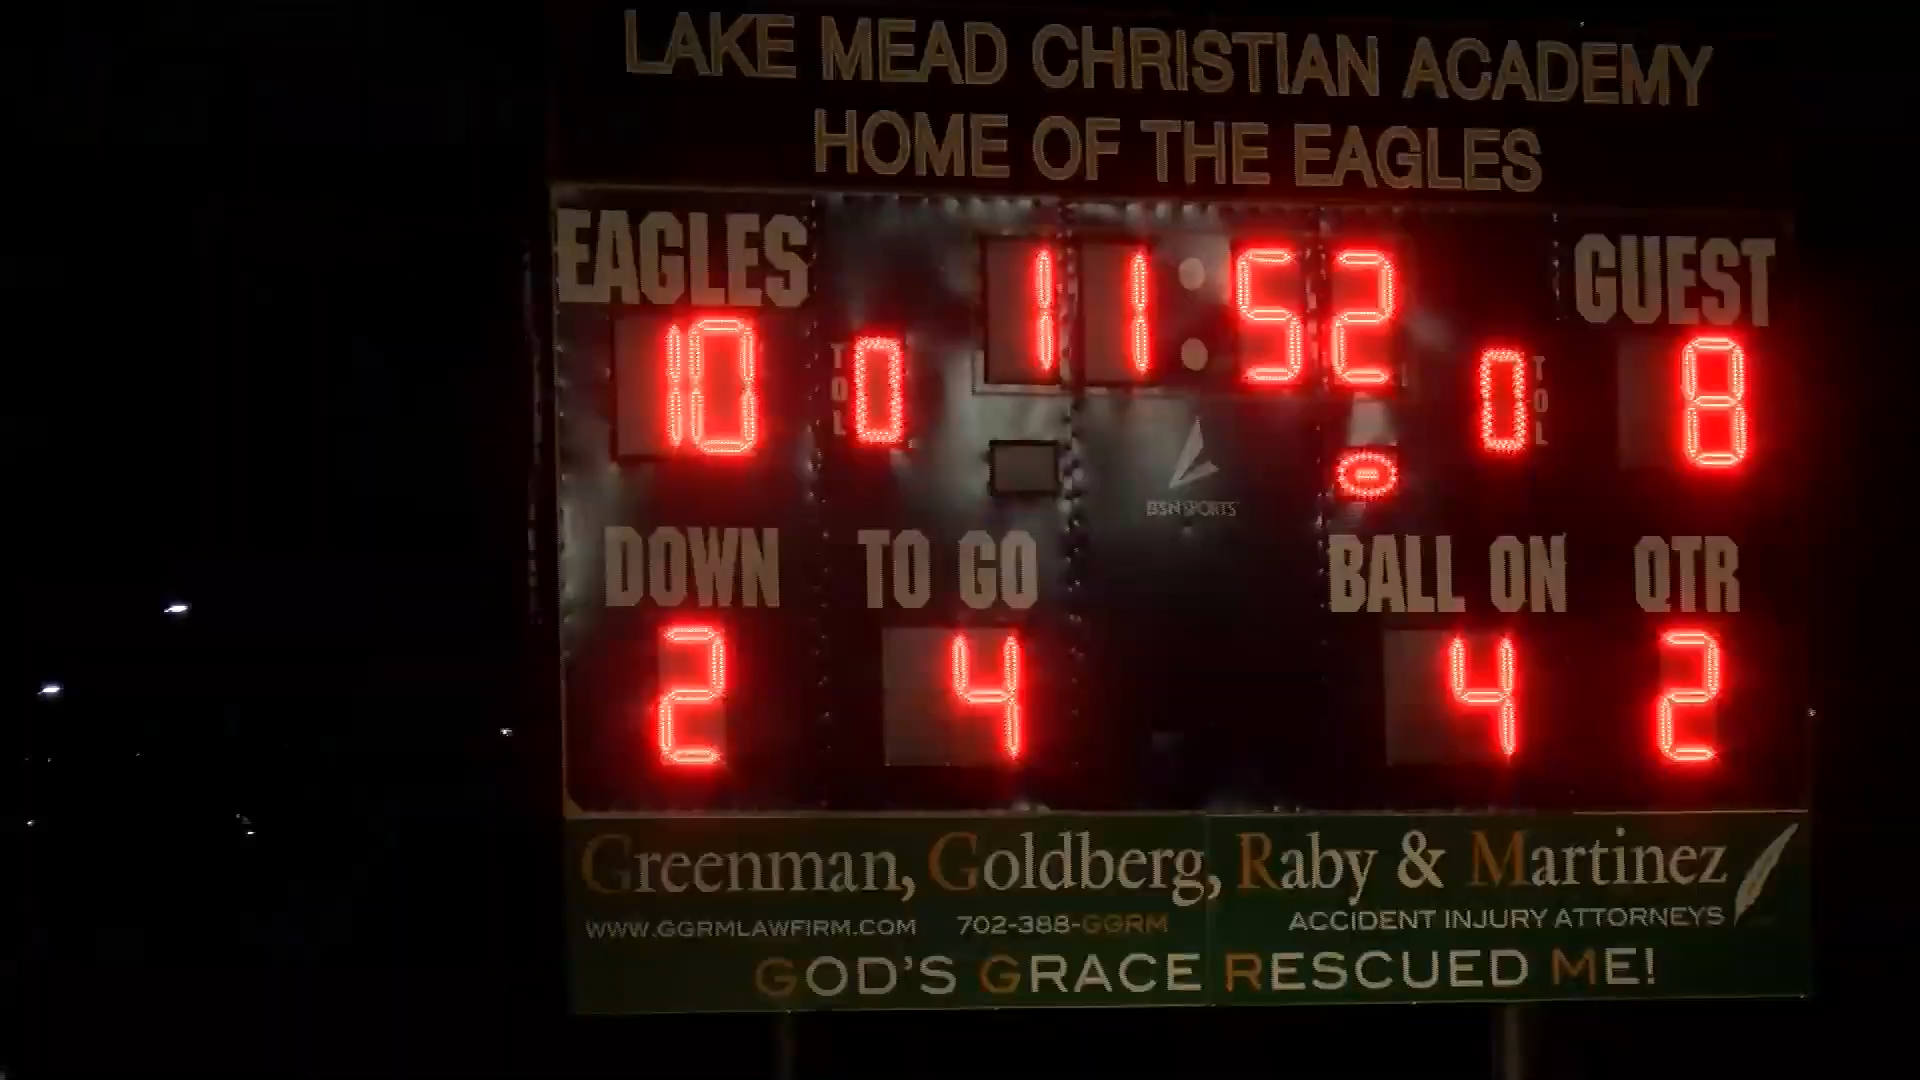 LAKE MEAD CHRISTIAN ACADEMY
HOME OF THE EAGLES
EAGLES 11:52 GUEST
10 TOL 0 0 TOL 8
BSN SPORTS
DOWN TO GO BALL ON QTR
2 4 4 2
Greenman, Goldberg, Raby & Martinez
WWW.GGRMLAWFIRM.COM 702-388-GGRM ACCIDENT INJURY ATTORNEYS
GOD'S GRACE RESCUED ME!